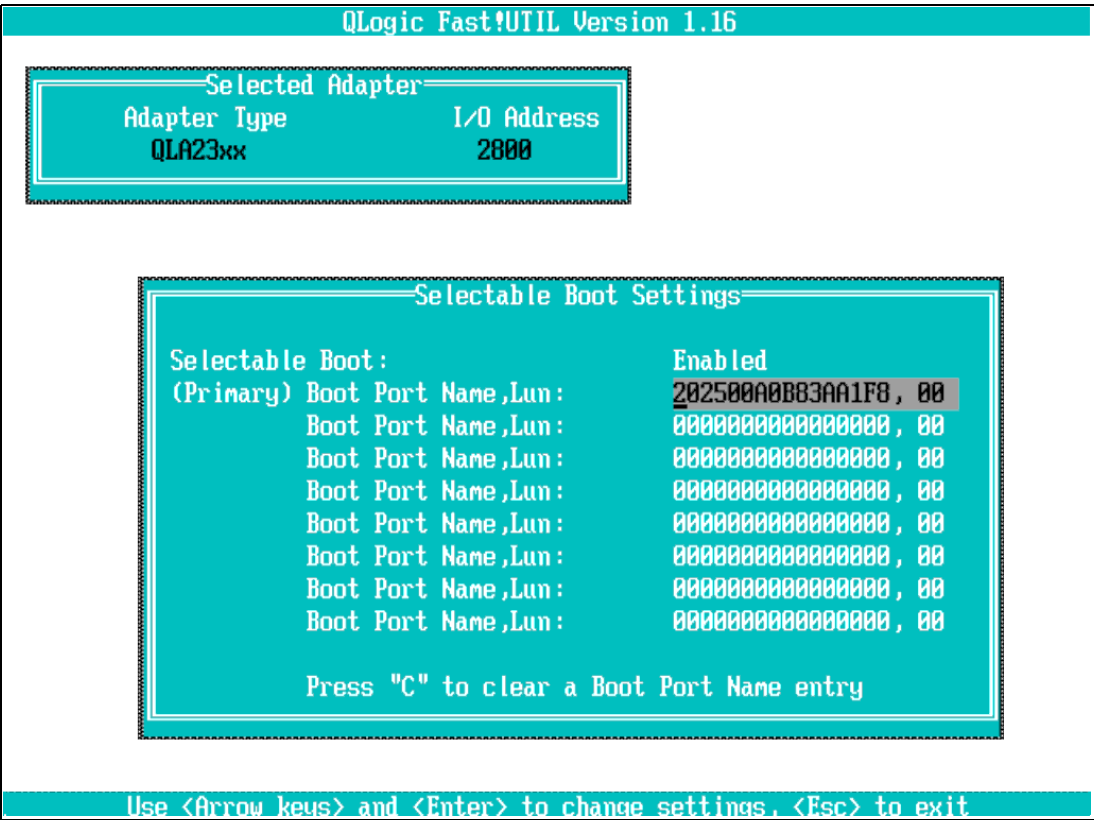 QLogic Fast!UTIL Version 1.16
Selected Adapter
Adapter Type I/O Address
QLA23xx 2800
Selectable Boot Settings
Selectable Boot: Enabled
(Primary) Boot Port Name,Lun: 202500A0B83AA1F8, 00
Boot Port Name,Lun: 0000000000000000, 00
Boot Port Name,Lun: 0000000000000000, 00
Boot Port Name,Lun: 0000000000000000, 00
Boot Port Name,Lun: 0000000000000000, 00
Boot Port Name,Lun: 0000000000000000, 00
Boot Port Name,Lun: 0000000000000000, 00
Boot Port Name,Lun: 0000000000000000, 00
Press "C" to clear a Boot Port Name entry
Use <Arrow keys> and <Enter> to change settings, <Esc> to exit